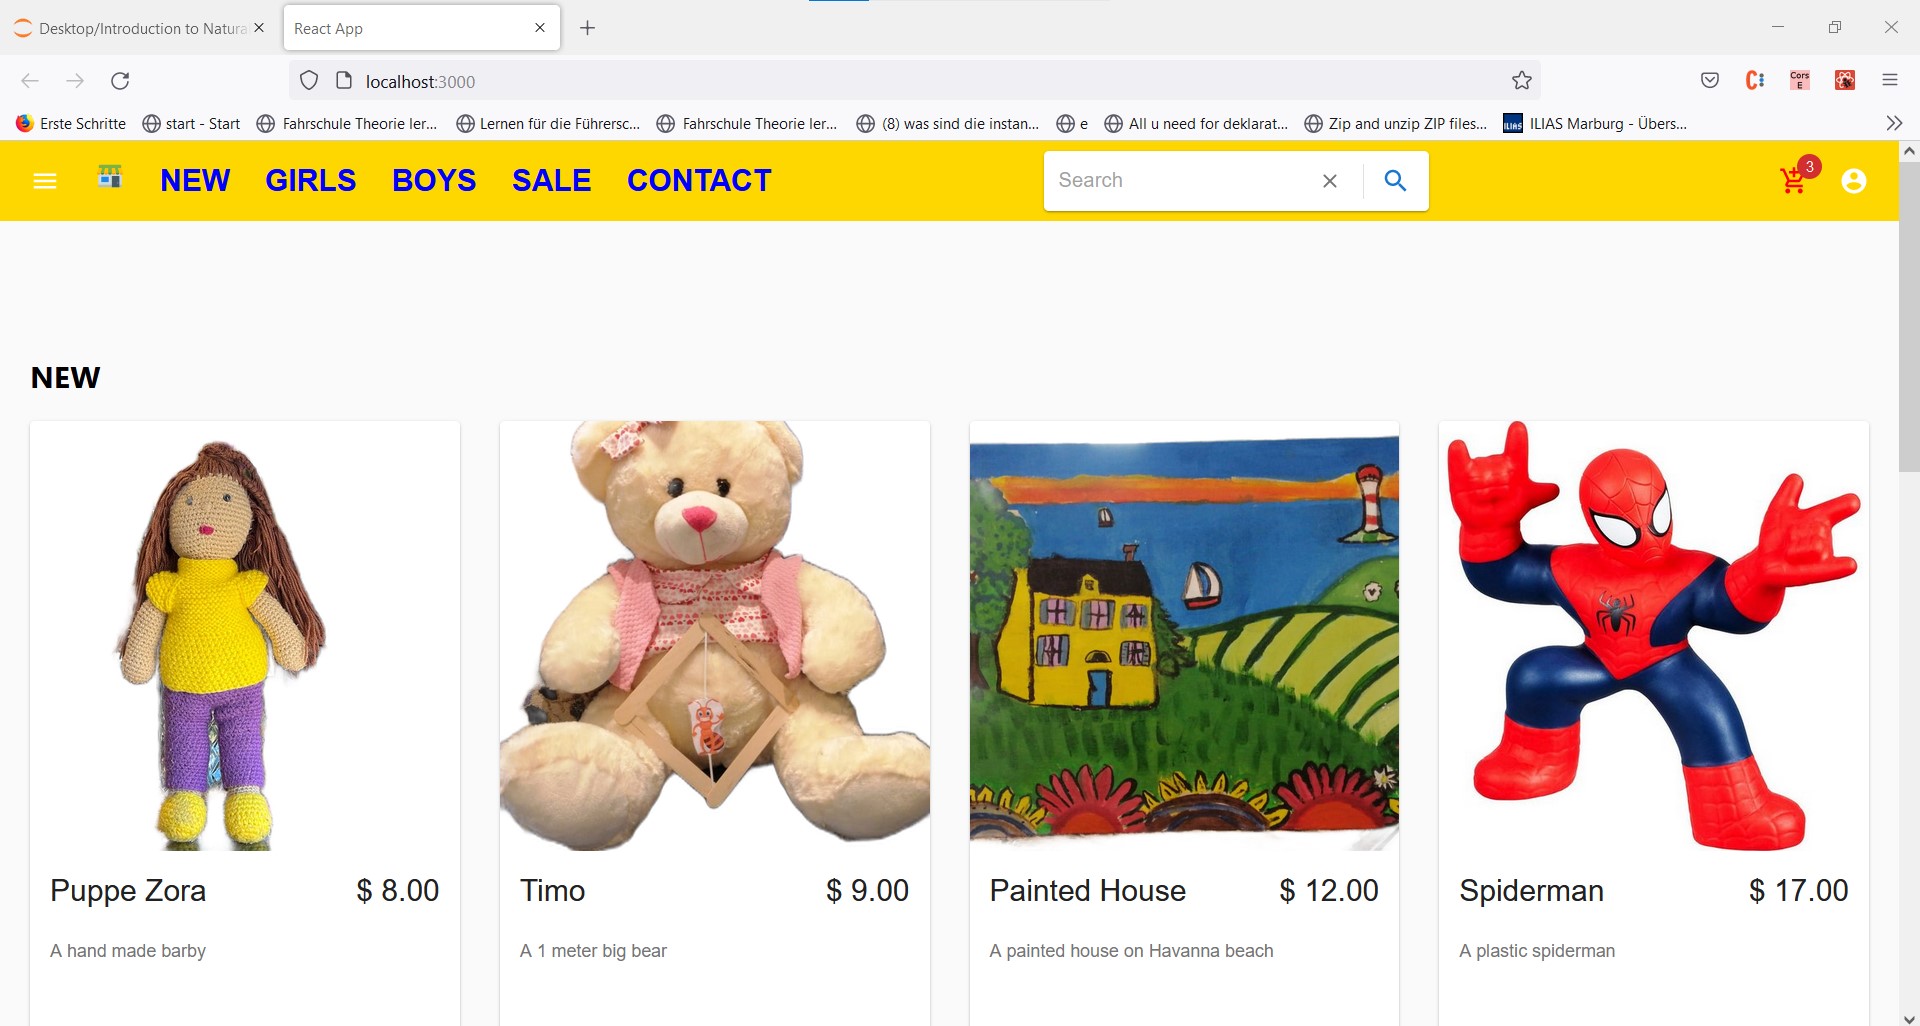 Desktop/Introduction to Natura
React App
localhost:3000
Cors E
Erste Schritte start - Start Fahrschule Theorie ler... Lernen für die Führersc... Fahrschule Theorie ler... (8) was sind die instan... e All u need for deklarat... Zip and unzip ZIP files... ILIAS ILIAS Marburg - Übers...
NEW GIRLS BOYS SALE CONTACT Search 3
NEW
Puppe Zora $ 8.00
A hand made barby
Timo $ 9.00
A 1 meter big bear
Painted House $ 12.00
A painted house on Havanna beach
Spiderman $ 17.00
A plastic spiderman